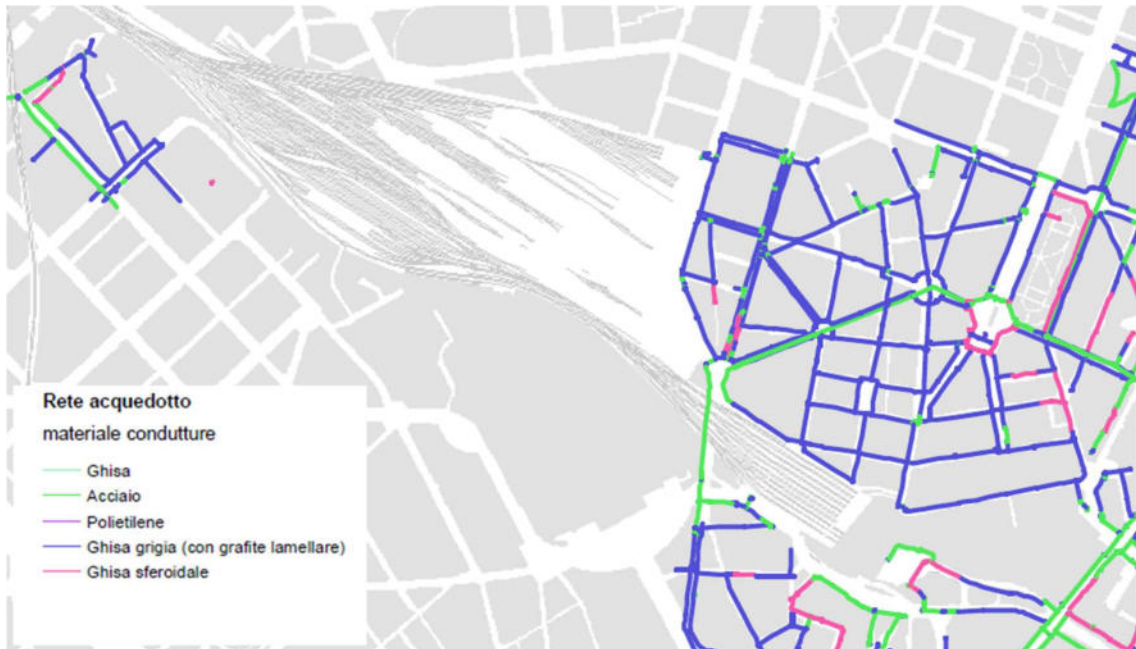 Rete acquedotto
materiale condutture
Ghisa
Acciaio
Polietilene
Ghisa grigia (con grafite lamellare)
Ghisa sferoidale